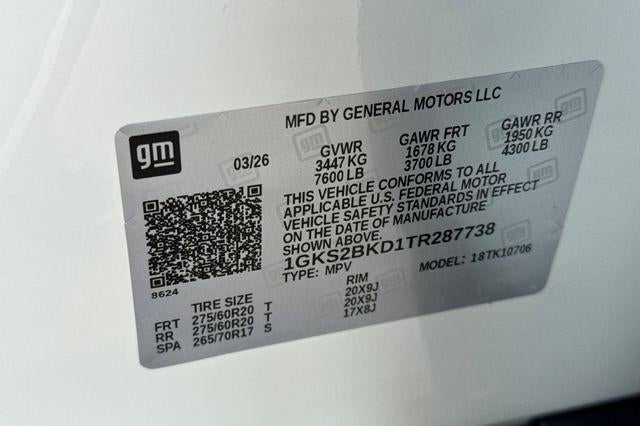 MFD BY GENERAL MOTORS LLC
gm
03/26
GVWR GAWR FRT GAWR RR
3447 KG 1678 KG 1950 KG
7600 LB 3700 LB 4300 LB
THIS VEHICLE CONFORMS TO ALL
APPLICABLE U.S. FEDERAL MOTOR
VEHICLE SAFETY STANDARDS IN EFFECT
ON THE DATE OF MANUFACTURE
SHOWN ABOVE.
1GKS2BKD1TR287738
TYPE: MPV MODEL: 18TK10706
8624
TIRE SIZE RIM
FRT 275/60R20 T 20X9J
RR 275/60R20 T 20X9J
SPA 265/70R17 S 17X8J